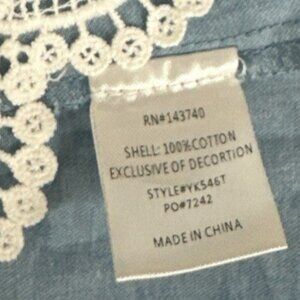 RN#143740
SHELL: 100%COTTON
EXCLUSIVE OF DECORTION
STYLE#YK546T
PO#7242
MADE IN CHINA